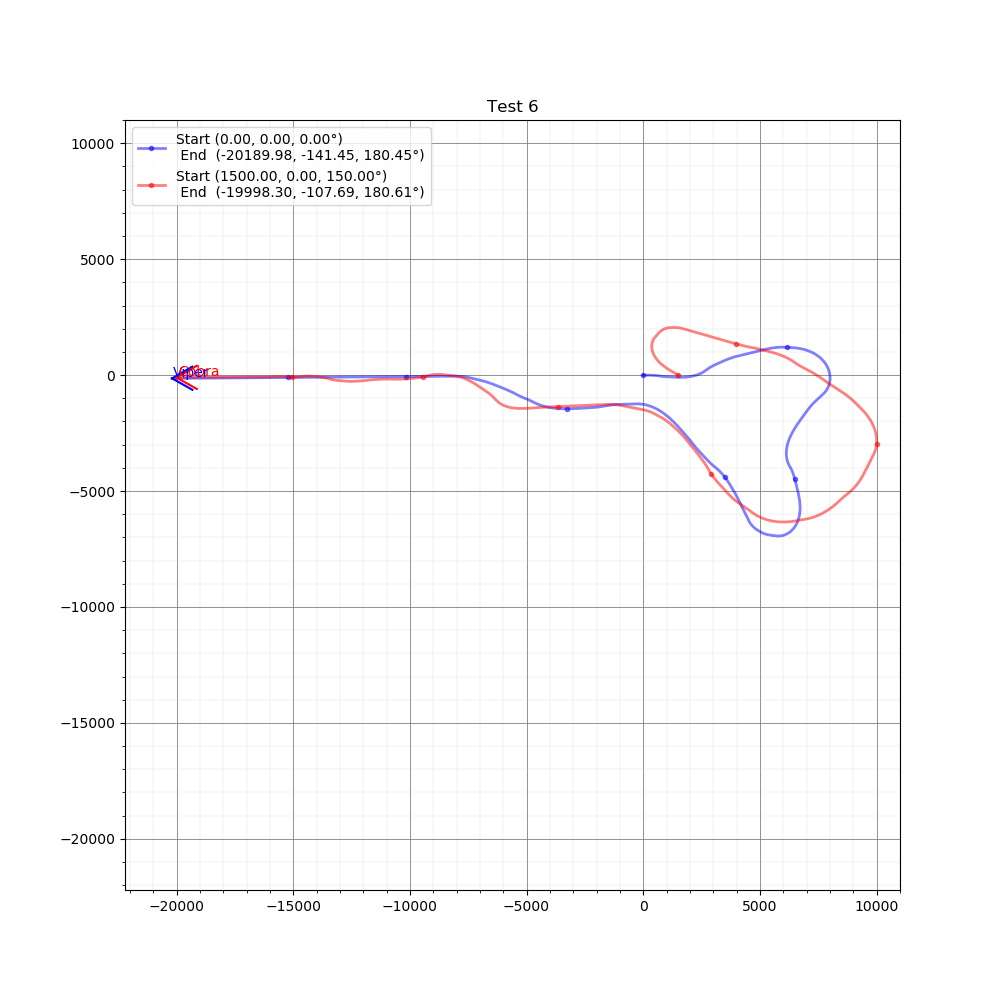 Test 6
Start (0.00, 0.00, 0.00°)
End (-20189.98, -141.45, 180.45°)
Start (1500.00, 0.00, 150.00°)
End (-19998.30, -107.69, 180.61°)
10000
5000
0
−5000
−10000
−15000
−20000
−20000 −15000 −10000 −5000 0 5000 10000